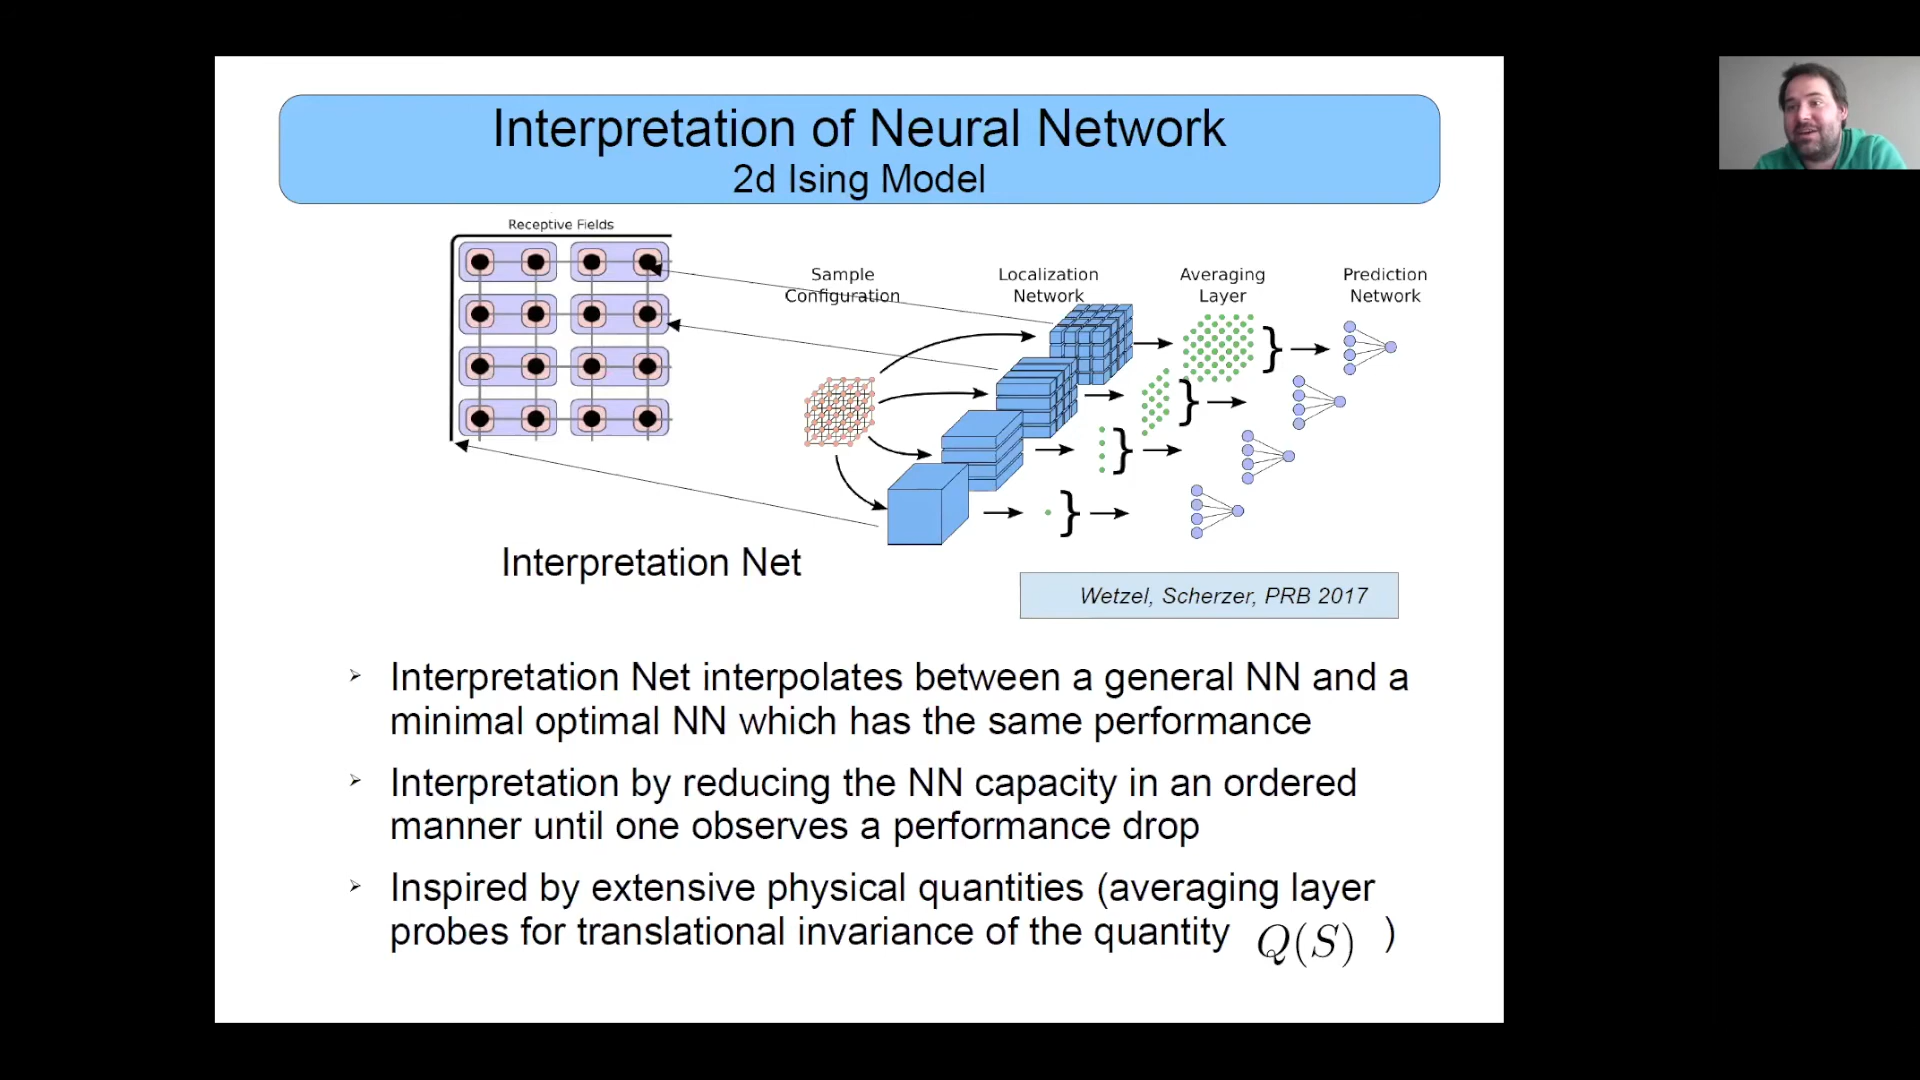 Interpretation of Neural Network
2d Ising Model
Receptive Fields
Sample
Configuration
Localization
Network
Averaging
Layer
Prediction
Network
Interpretation Net
Wetzel, Scherzer, PRB 2017
Interpretation Net interpolates between a general NN and a
minimal optimal NN which has the same performance
Interpretation by reducing the NN capacity in an ordered
manner until one observes a performance drop
Inspired by extensive physical quantities (averaging layer
probes for translational invariance of the quantity Q(S) )